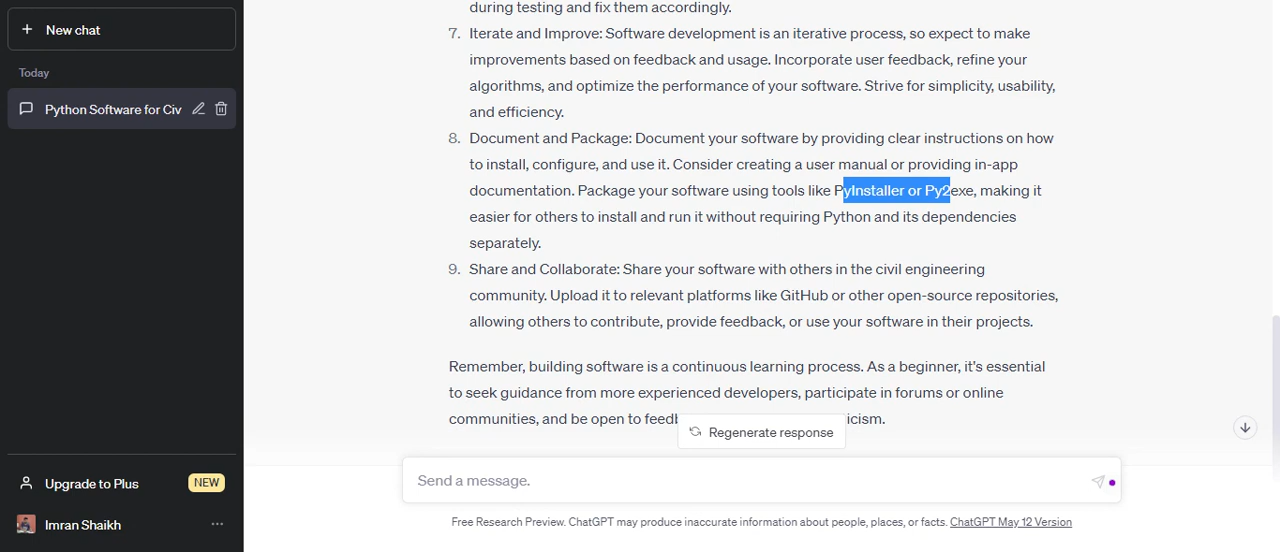 New chat
Today
Python Software for Civ
Upgrade to Plus
NEW
Imran Shaikh
during testing and fix them accordingly.
7. Iterate and Improve: Software development is an iterative process, so expect to make
improvements based on feedback and usage. Incorporate user feedback, refine your
algorithms, and optimize the performance of your software. Strive for simplicity, usability,
and efficiency.
8. Document and Package: Document your software by providing clear instructions on how
to install, configure, and use it. Consider creating a user manual or providing in-app
documentation. Package your software using tools like PyInstaller or Py2exe, making it
easier for others to install and run it without requiring Python and its dependencies
separately.
9. Share and Collaborate: Share your software with others in the civil engineering
community. Upload it to relevant platforms like GitHub or other open-source repositories,
allowing others to contribute, provide feedback, or use your software in their projects.
Remember, building software is a continuous learning process. As a beginner, it's essential
to seek guidance from more experienced developers, participate in forums or online
communities, and be open to feedb icism.
Regenerate response
Send a message.
Free Research Preview. ChatGPT may produce inaccurate information about people, places, or facts. ChatGPT May 12 Version